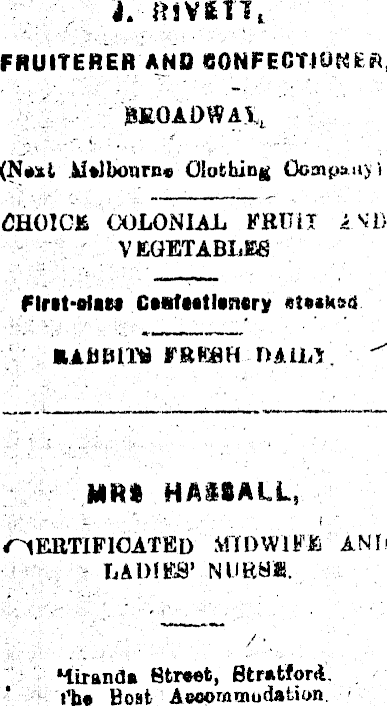 J. RIVETT,
FRUITERER AND CONFECTIONER,
BROADWAY,
(Next Melbourne Clothing Company)
CHOICE COLONIAL FRUIT AND
VEGETABLES
First-class Confectionery stocked
RABBITS FRESH DAILY.
MRS HASSALL,
CERTIFICATED MIDWIFE AND
LADIES' NURSE.
Miranda Street, Stratford.
The Best Accommodation